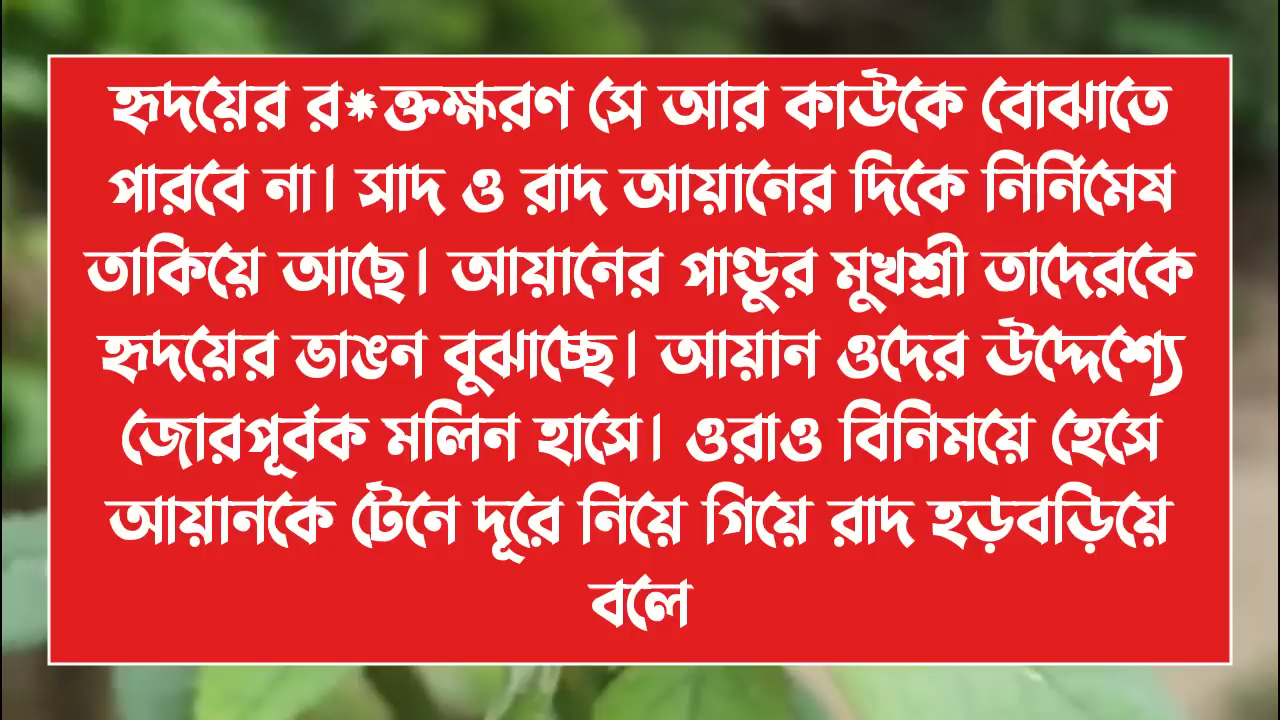 হৃদয়ের র*ক্তক্ষরণ সে আর কাউকে বোঝাতে
পারবে না। সাদ ও রাদ আয়ানের দিকে নির্নিমেষ
তাকিয়ে আছে। আয়ানের পাণ্ডুর মুখশ্রী তাদেরকে
হৃদয়ের ভাঙন বুঝাচ্ছে। আয়ান ওদের উদ্দেশ্যে
জোরপূর্বক মলিন হাসে। ওরাও বিনিময়ে হেসে
আয়ানকে টেনে দূরে নিয়ে গিয়ে রাদ হড়বড়িয়ে
বলে